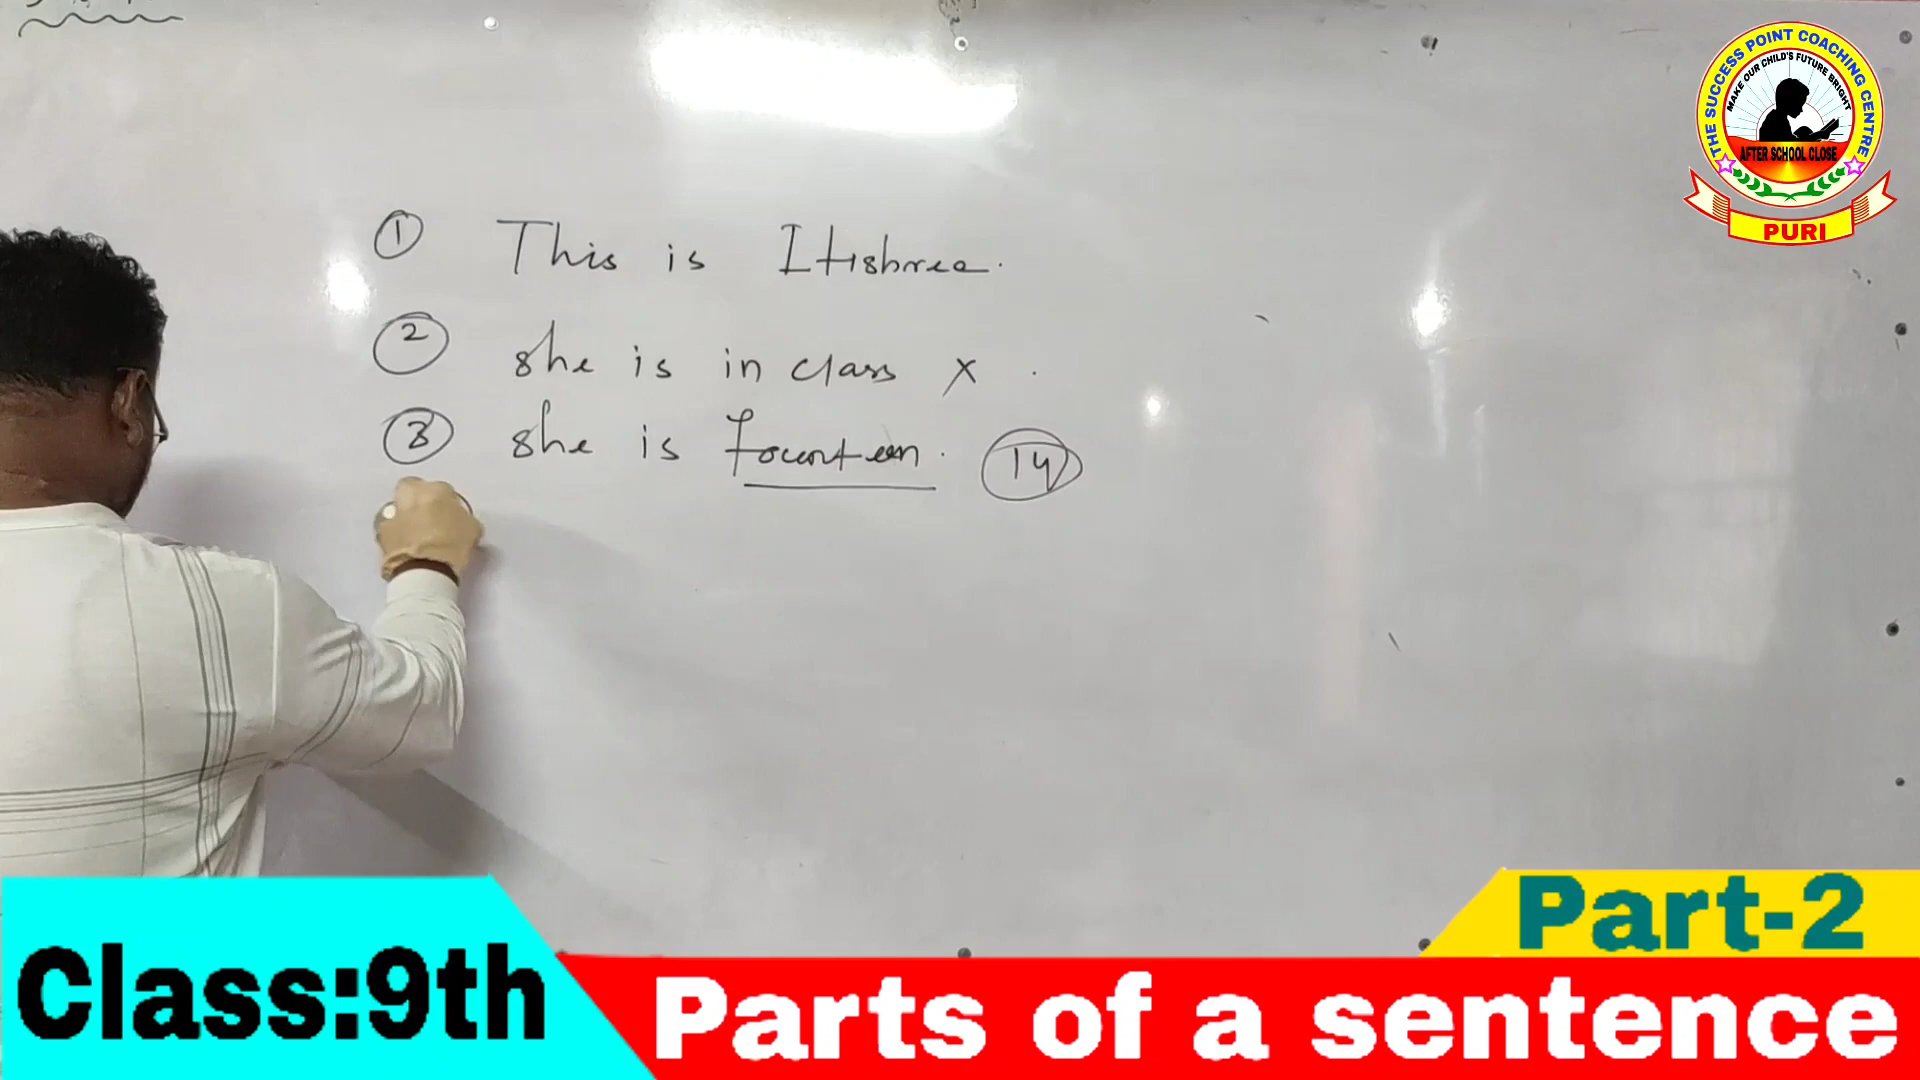 THE SUCCESS POINT COACHING CENTRE
MAKE OUR CHILD'S FUTURE BRIGHT
AFTER SCHOOL CLOSE
PURI
1 This is
2 she is in class X .
3 she is fourteen. 14
Part-2
Class:9th
Parts of a sentence